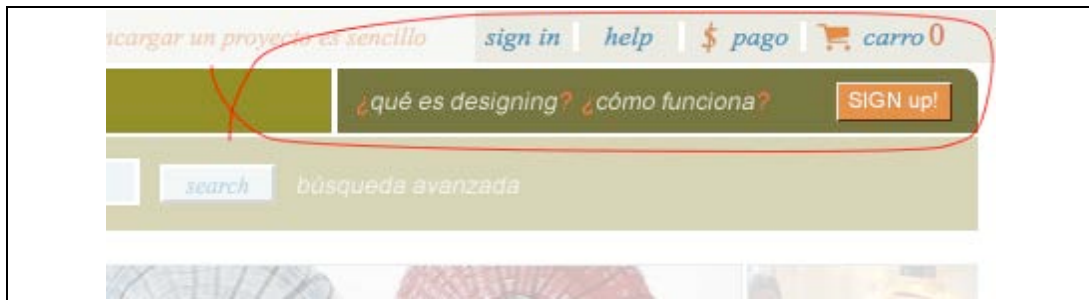 cargar un proyecto es sencillo sign in help $ pago carro 0
¿qué es designing? ¿cómo funciona? SIGN up!
search búsqueda avanzada